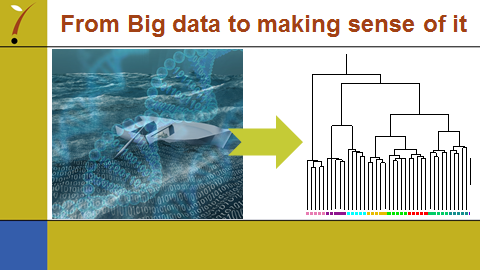 From Big data to making sense of it